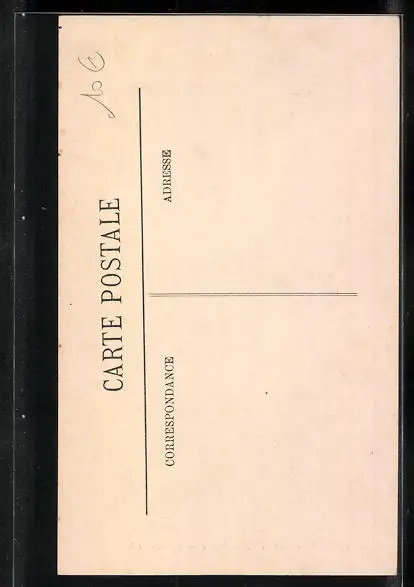 CARTE POSTALE
CORRESPONDANCE
ADRESSE
10€